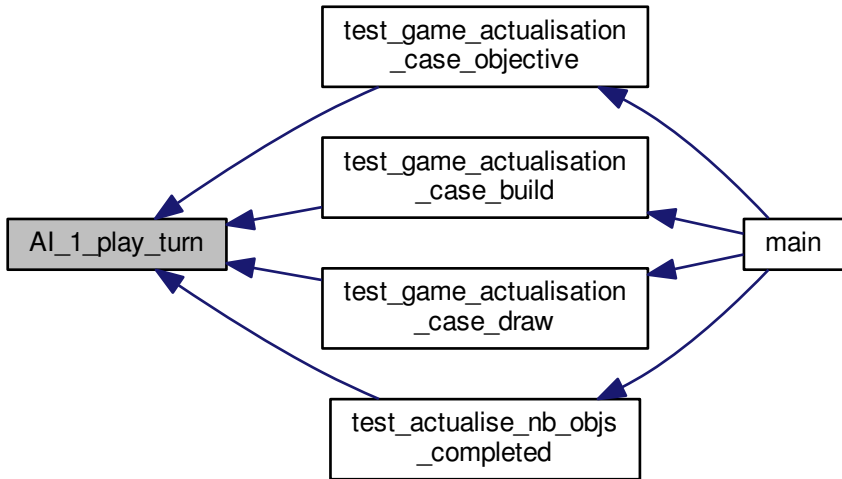 test_game_actualisation
_case_objective
test_game_actualisation
_case_build
AI_1_play_turn
main
test_game_actualisation
_case_draw
test_actualise_nb_objs
_completed